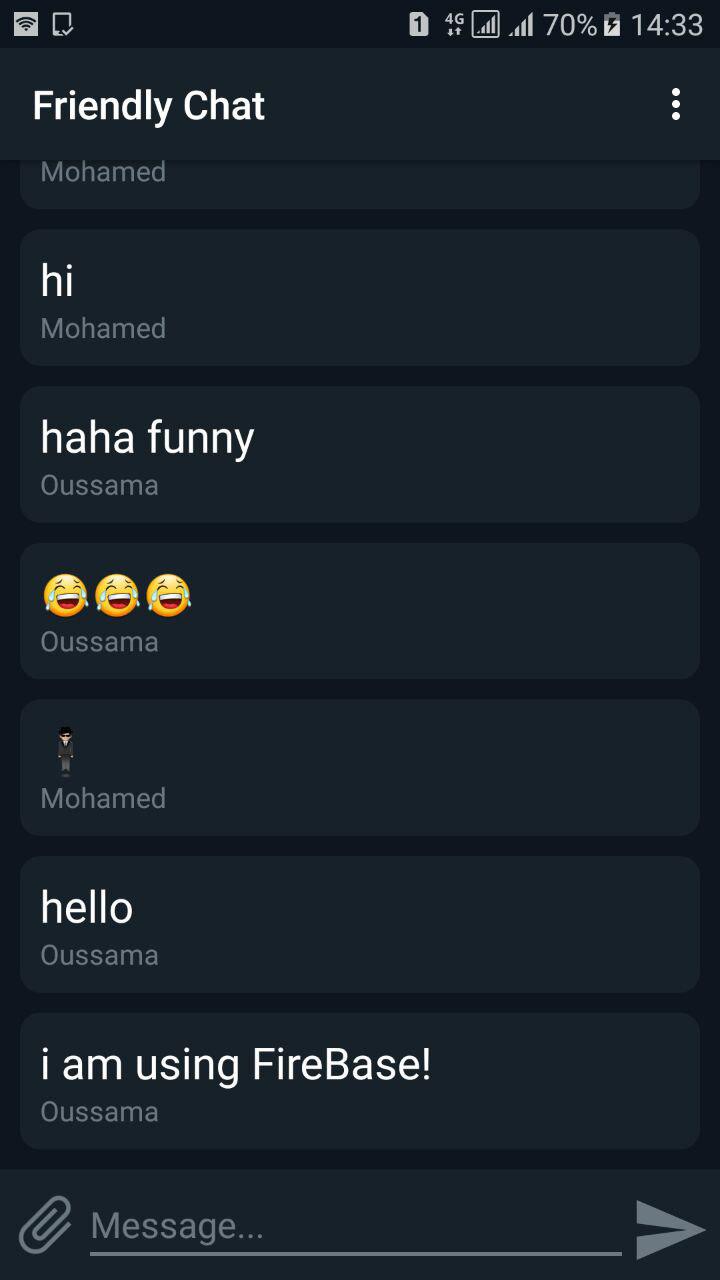 1 4G 70% 14:33
Friendly Chat
Mohamed
hi
Mohamed
haha funny
Oussama
😂😂😂
Oussama
🕴
Mohamed
hello
Oussama
i am using FireBase!
Oussama
Message...